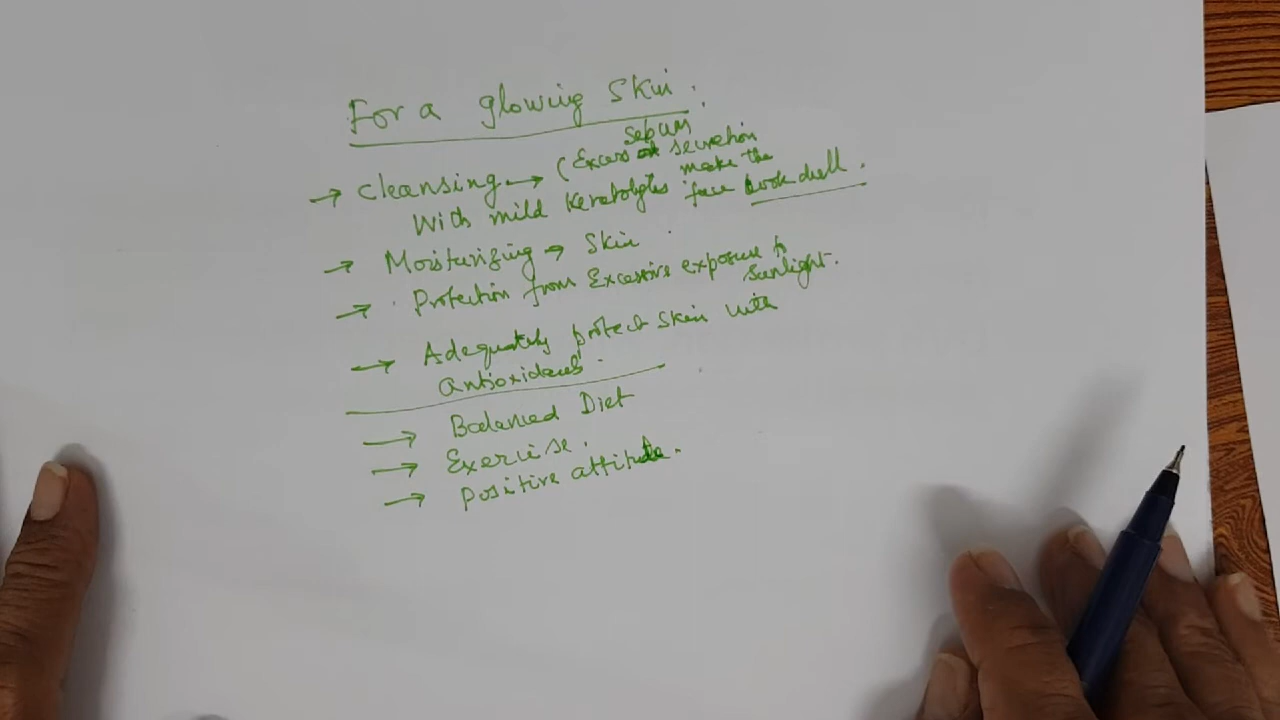 For a glowing Skin.
→ Cleansing → (Excess sebum secretion make the face look dull.
With mild Keratolytes
→ Moisturizing → Skin
→ Protection from Excessive exposure to sunlight.
→ Adequately protect skin with
antioxidants.
→ Balanced Diet
→ Exercise.
→ Positive attitude.